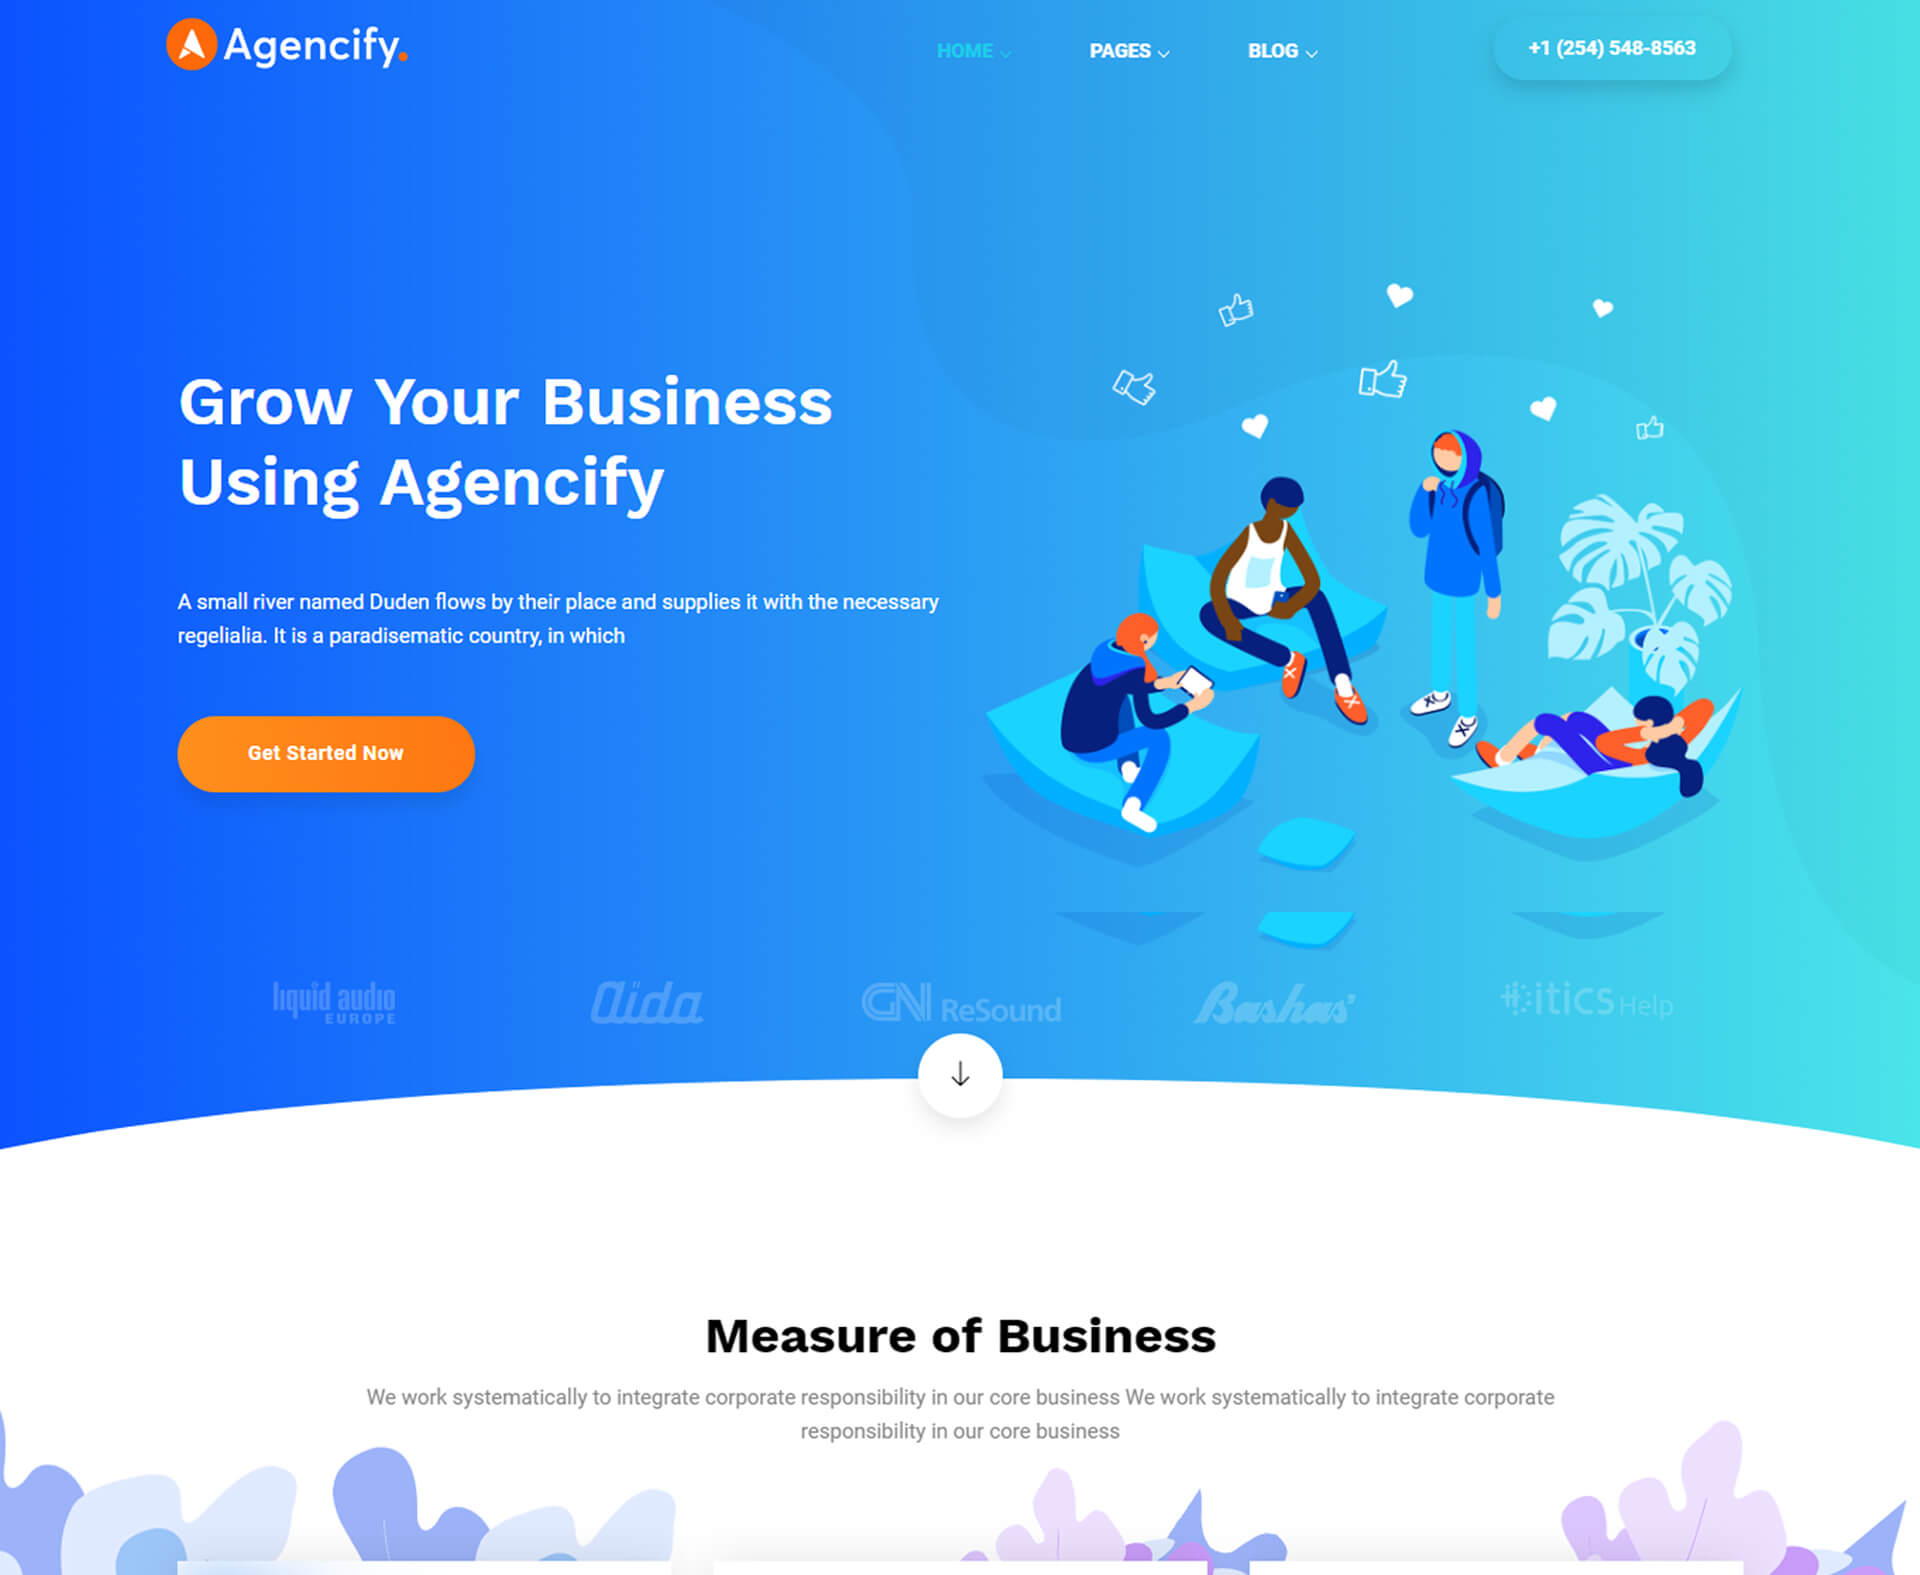 Agencify.
HOME
PAGES
BLOG
+1 (254) 548-8563
Grow Your Business
Using Agencify
A small river named Duden flows by their place and supplies it with the necessary
regelialia. It is a paradisematic country, in which
Get Started Now
liquid audio
EUROPE
Aïda
GN ReSound
Bashas'
itics Help
Measure of Business
We work systematically to integrate corporate responsibility in our core business We work systematically to integrate corporate
responsibility in our core business